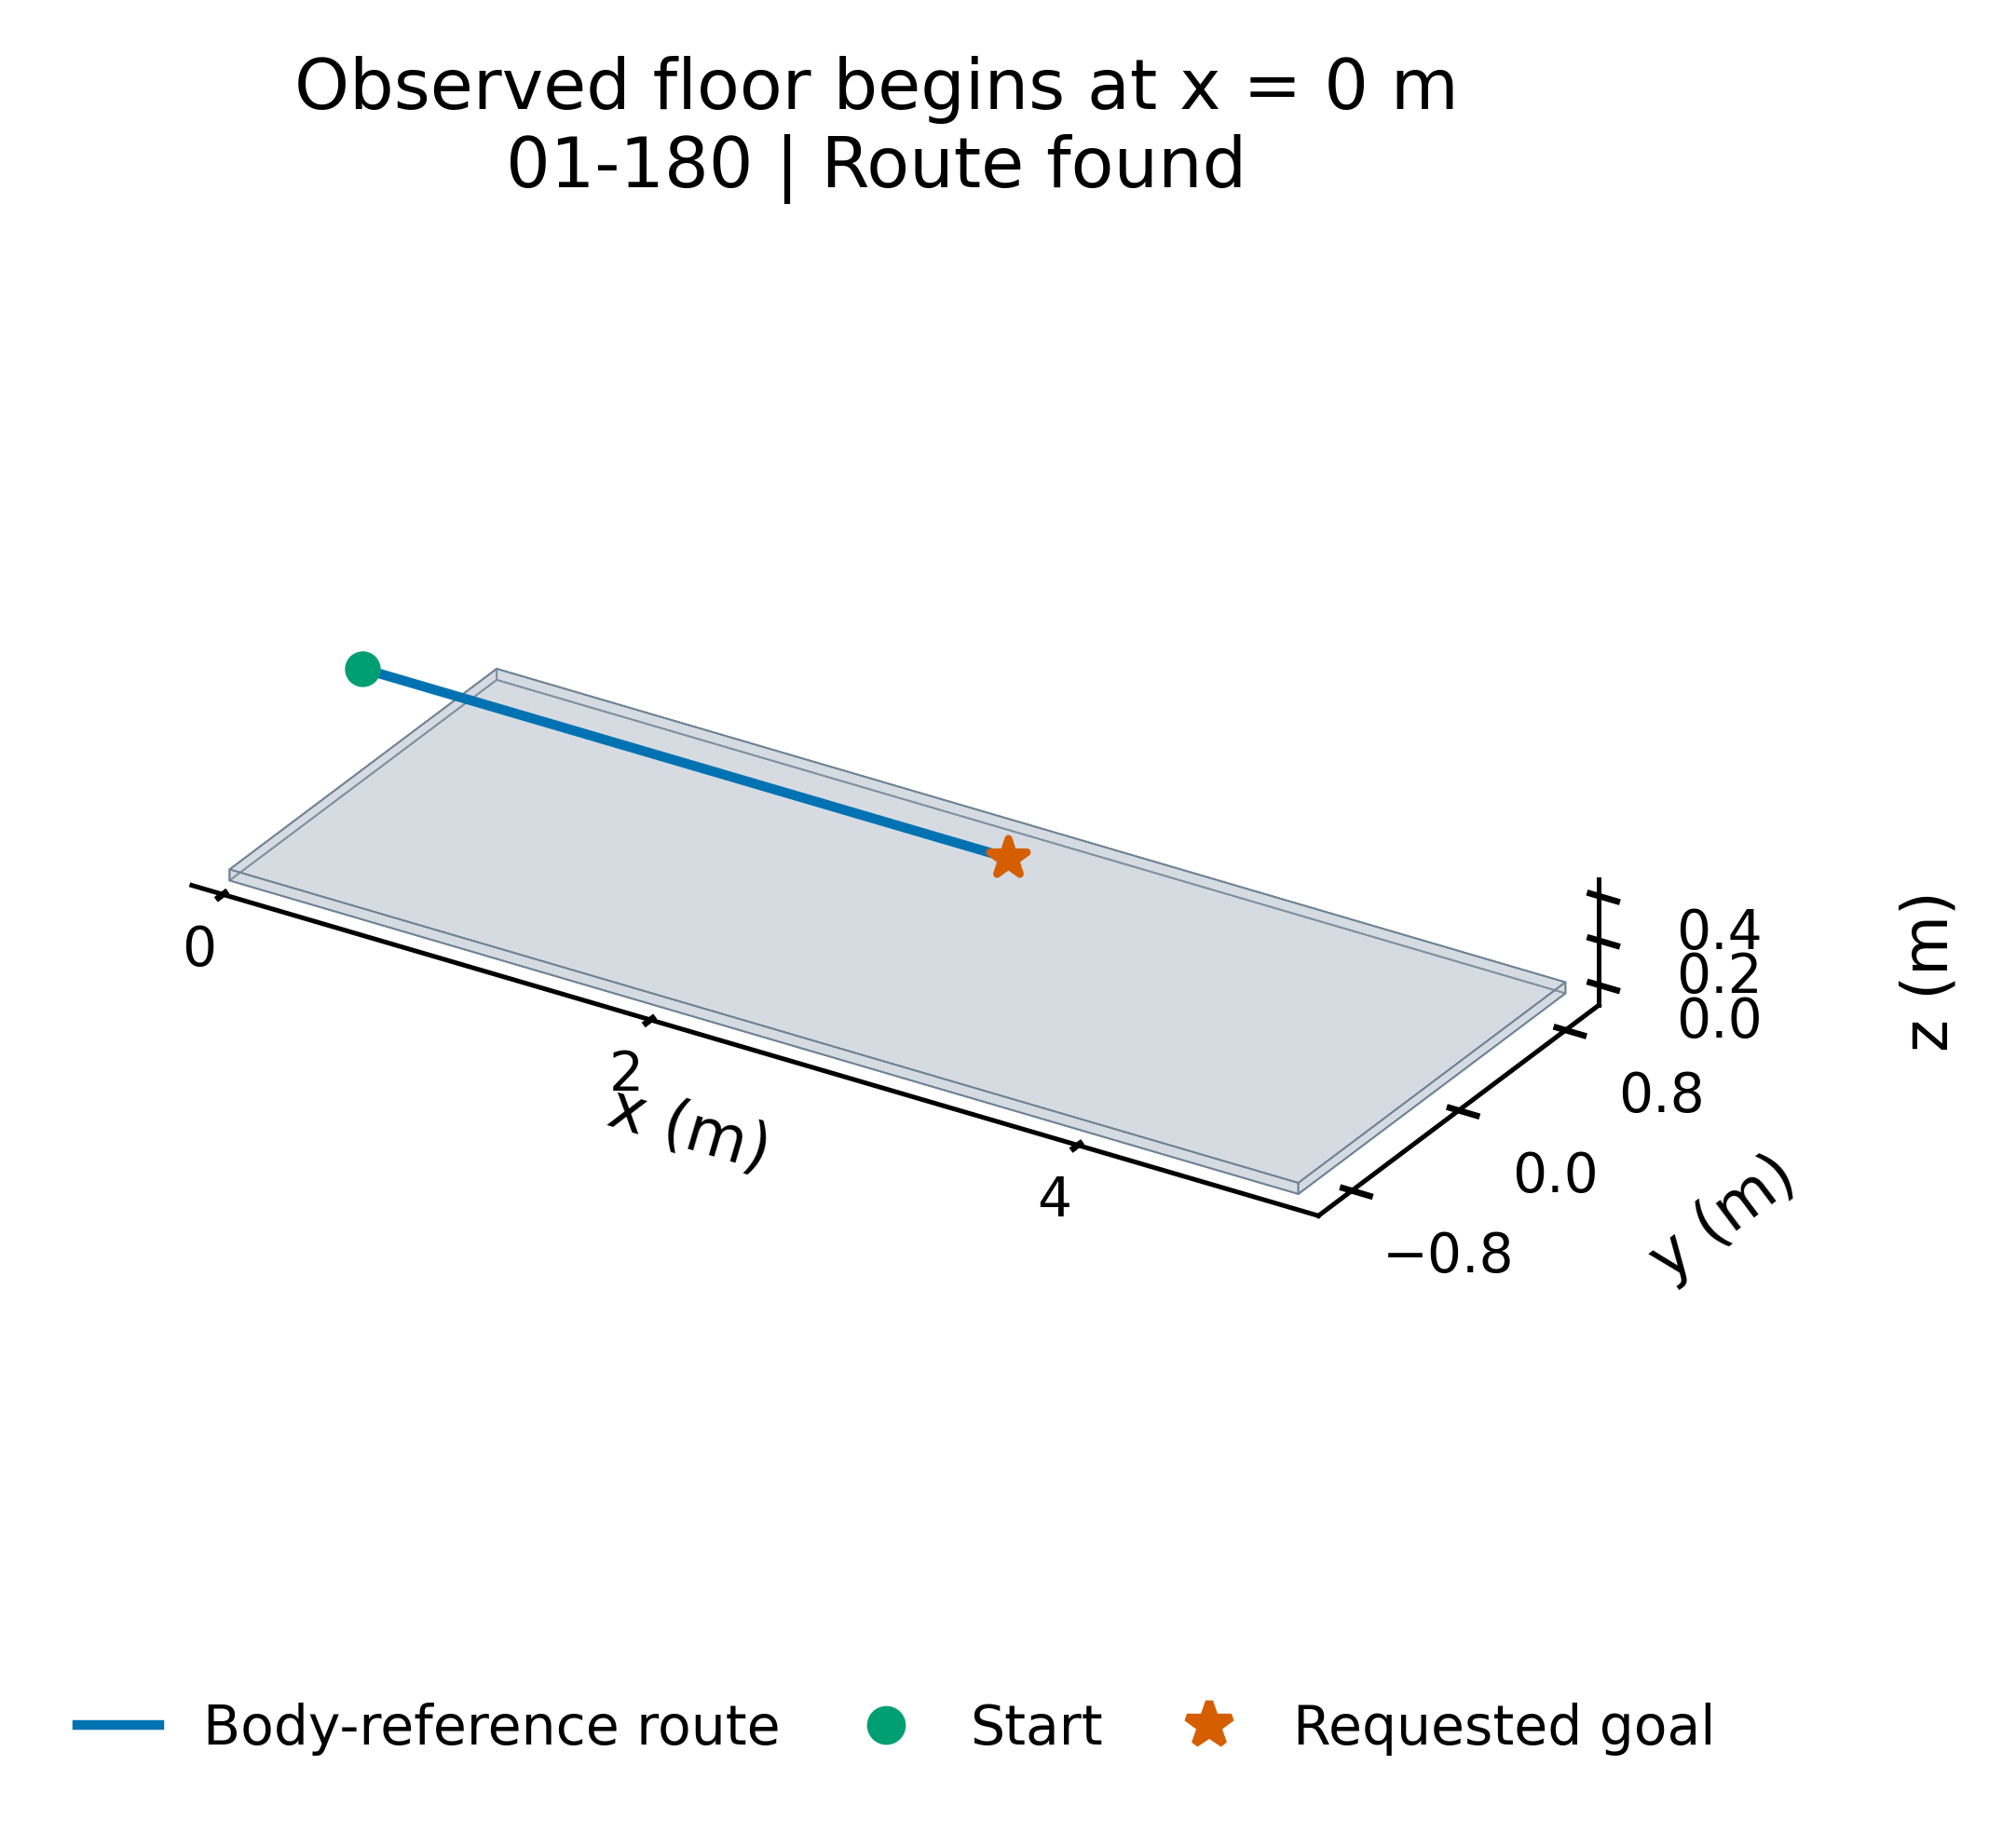 Observed floor begins at x = 0 m
01-180 | Route found
0
2
4
x (m)
−0.8
0.0
0.8
y (m)
0.0
0.2
0.4
z (m)
Body-reference route
Start
Requested goal